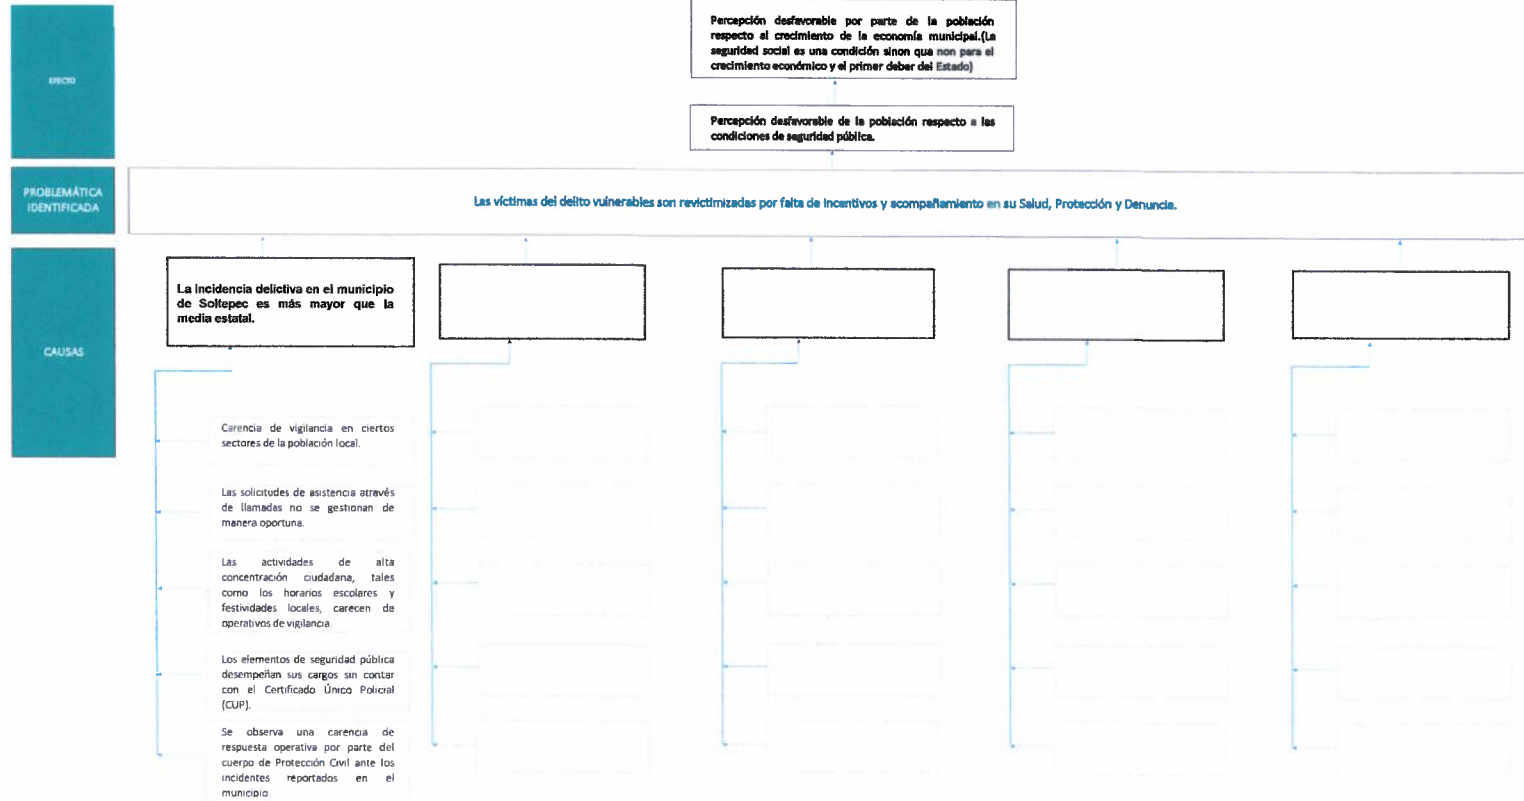 EFECTO
Percepción desfavorable por parte de la población
respecto al crecimiento de la economía municipal.(La
seguridad social es una condición sinon qua non para el
crecimiento económico y el primer deber del Estado)
Percepción desfavorable de la población respecto a las
condiciones de seguridad pública.
PROBLEMÁTICA
IDENTIFICADA
Las víctimas del delito vulnerables son revictimizadas por falta de incentivos y acompañamiento en su Salud, Protección y Denuncia.
CAUSAS
La incidencia delictiva en el municipio
de Soltepec es más mayor que la
media estatal.
Carencia de vigilancia en ciertos
sectores de la población local.
Las solicitudes de asistencia através
de llamadas no se gestionan de
manera oportuna.
Las actividades de alta
concentración ciudadana, tales
como los horarios escolares y
festividades locales, carecen de
operativos de vigilancia.
Los elementos de seguridad pública
desempeñan sus cargos sin contar
con el Certificado Único Policial
(CUP).
Se observa una carencia de
respuesta operativa por parte del
cuerpo de Protección Civil ante los
incidentes reportados en el
municipio.